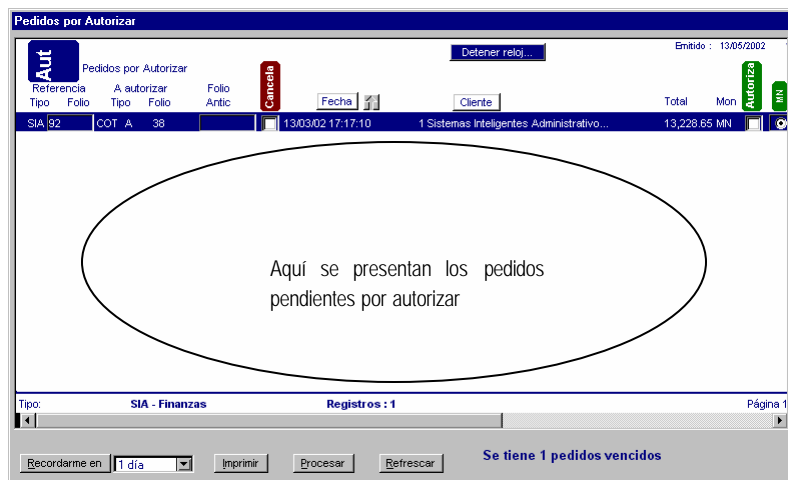 Pedidos por Autorizar
Aut
Pedidos por Autorizar
Detener reloj...
Emitido : 13/05/2002
Referencia A autorizar Folio
Tipo Folio Tipo Folio Antic
Cancela
Fecha
Cliente
Total Mon
Autoriza
MN
SIA 92 COT A 38 13/03/02 17:17:10 1 Sistemas Inteligentes Administrativo... 13,228.65 MN
Aquí se presentan los pedidos
pendientes por autorizar
Tipo: SIA - Finanzas Registros : 1 Página 1
Recordarme en 1 día Imprimir Procesar Refrescar Se tiene 1 pedidos vencidos